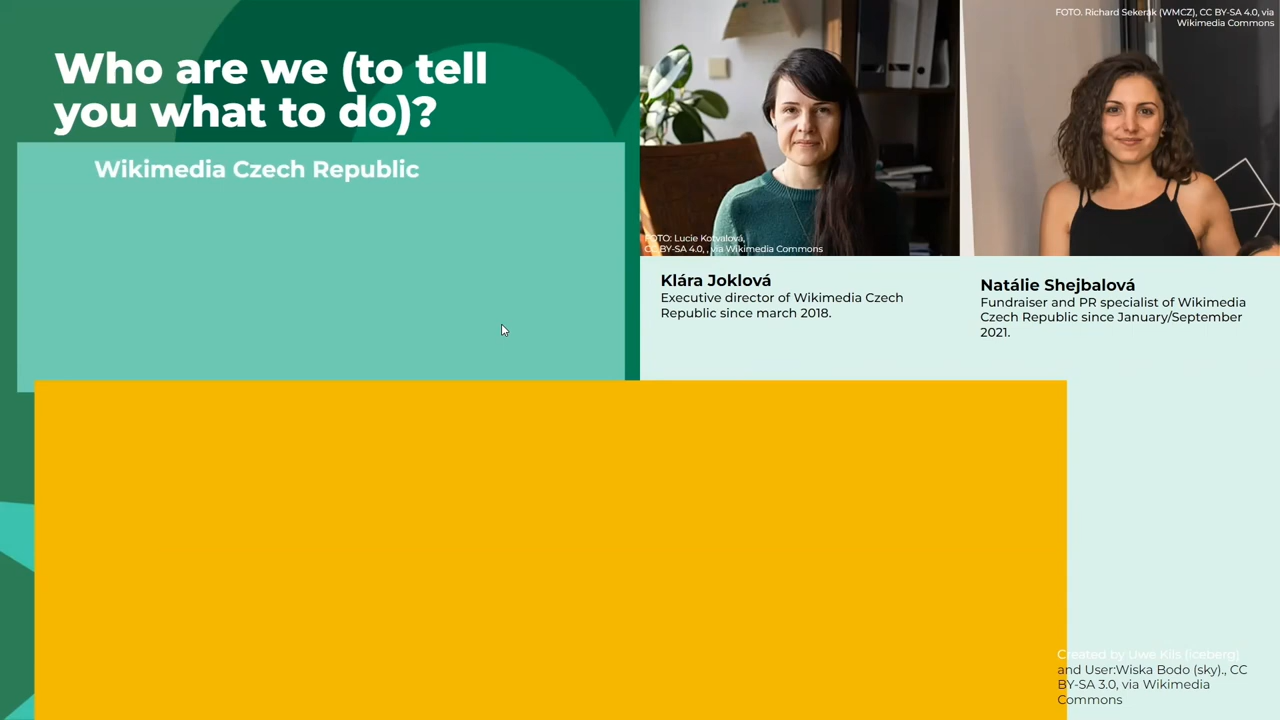 Who are we (to tell
you what to do)?
Wikimedia Czech Republic
FOTO. Richard Sekerák (WMCZ), CC BY-SA 4.0, via
Wikimedia Commons
FOTO: Lucie Kotvalová,
CC BY-SA 4.0, , via Wikimedia Commons
Klára Joklová
Executive director of Wikimedia Czech
Republic since march 2018.
Natálie Shejbalová
Fundraiser and PR specialist of Wikimedia
Czech Republic since January/September
2021.
Created by Uwe Kils (iceberg)
and User:Wiska Bodo (sky)., CC
BY-SA 3.0, via Wikimedia
Commons